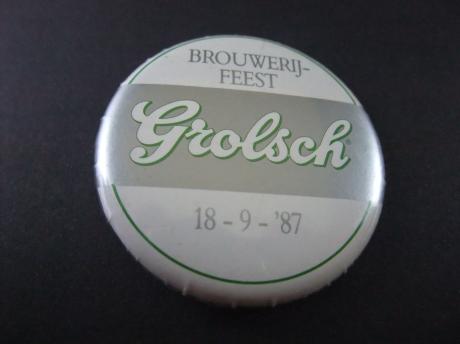 BROUWERIJ-
FEEST
Grolsch
18-9-'87